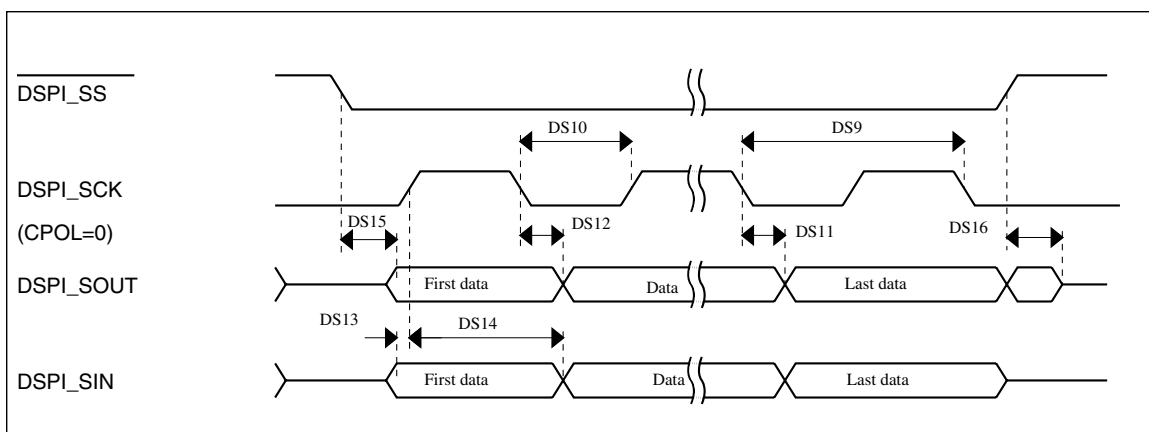 DSPI_SS
DS10
DS9
DSPI_SCK
(CPOL=0)
DS15
DS12
DS11
DS16
DSPI_SOUT
First data
Data
Last data
DS13
DS14
DSPI_SIN
First data
Data
Last data